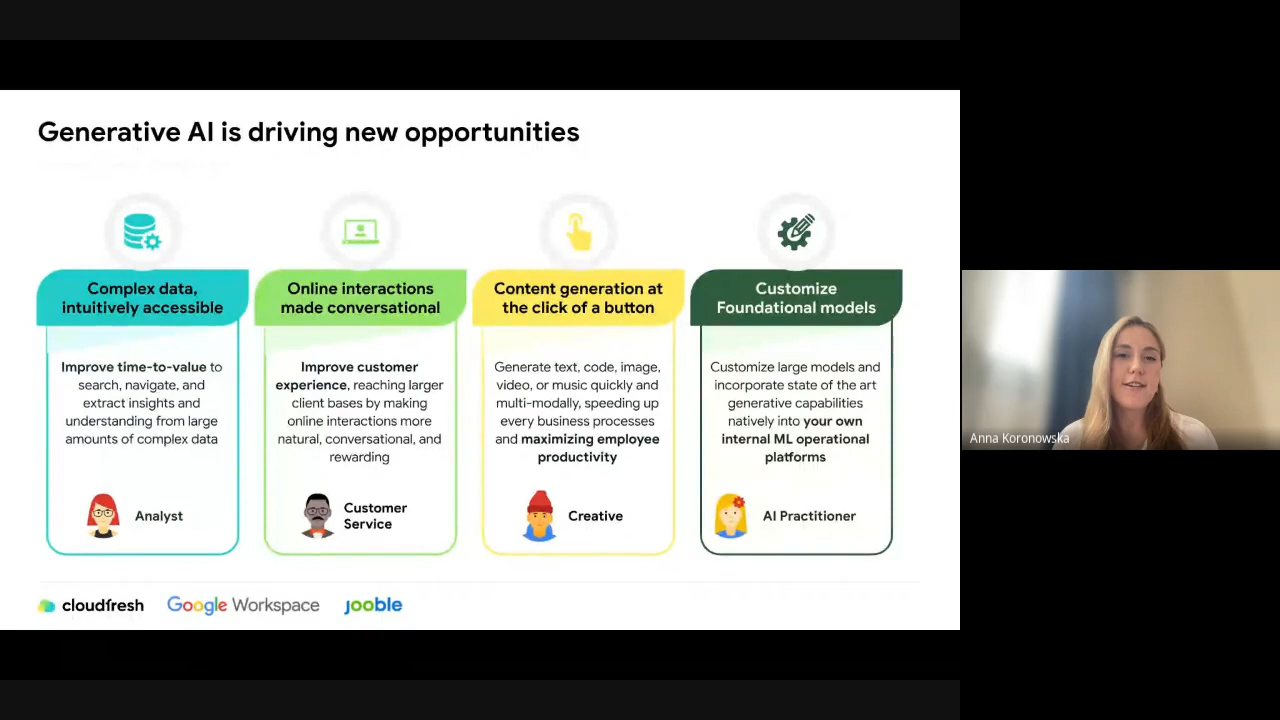 Generative AI is driving new opportunities
Complex data,
intuitively accessible
Improve time-to-value to
search, navigate, and
extract insights and
understanding from large
amounts of complex data
Analyst
Online interactions
made conversational
Improve customer
experience, reaching larger
client bases by making
online interactions more
natural, conversational, and
rewarding
Customer
Service
Content generation at
the click of a button
Generate text, code, image,
video, or music quickly and
multi-modally, speeding up
every business processes
and maximizing employee
productivity
Creative
Customize
Foundational models
Customize large models and
incorporate state of the art
generative capabilities
natively into your own
internal ML operational
platforms
AI Practitioner
cloudfresh
Google Workspace
jooble
Anna Koronowska